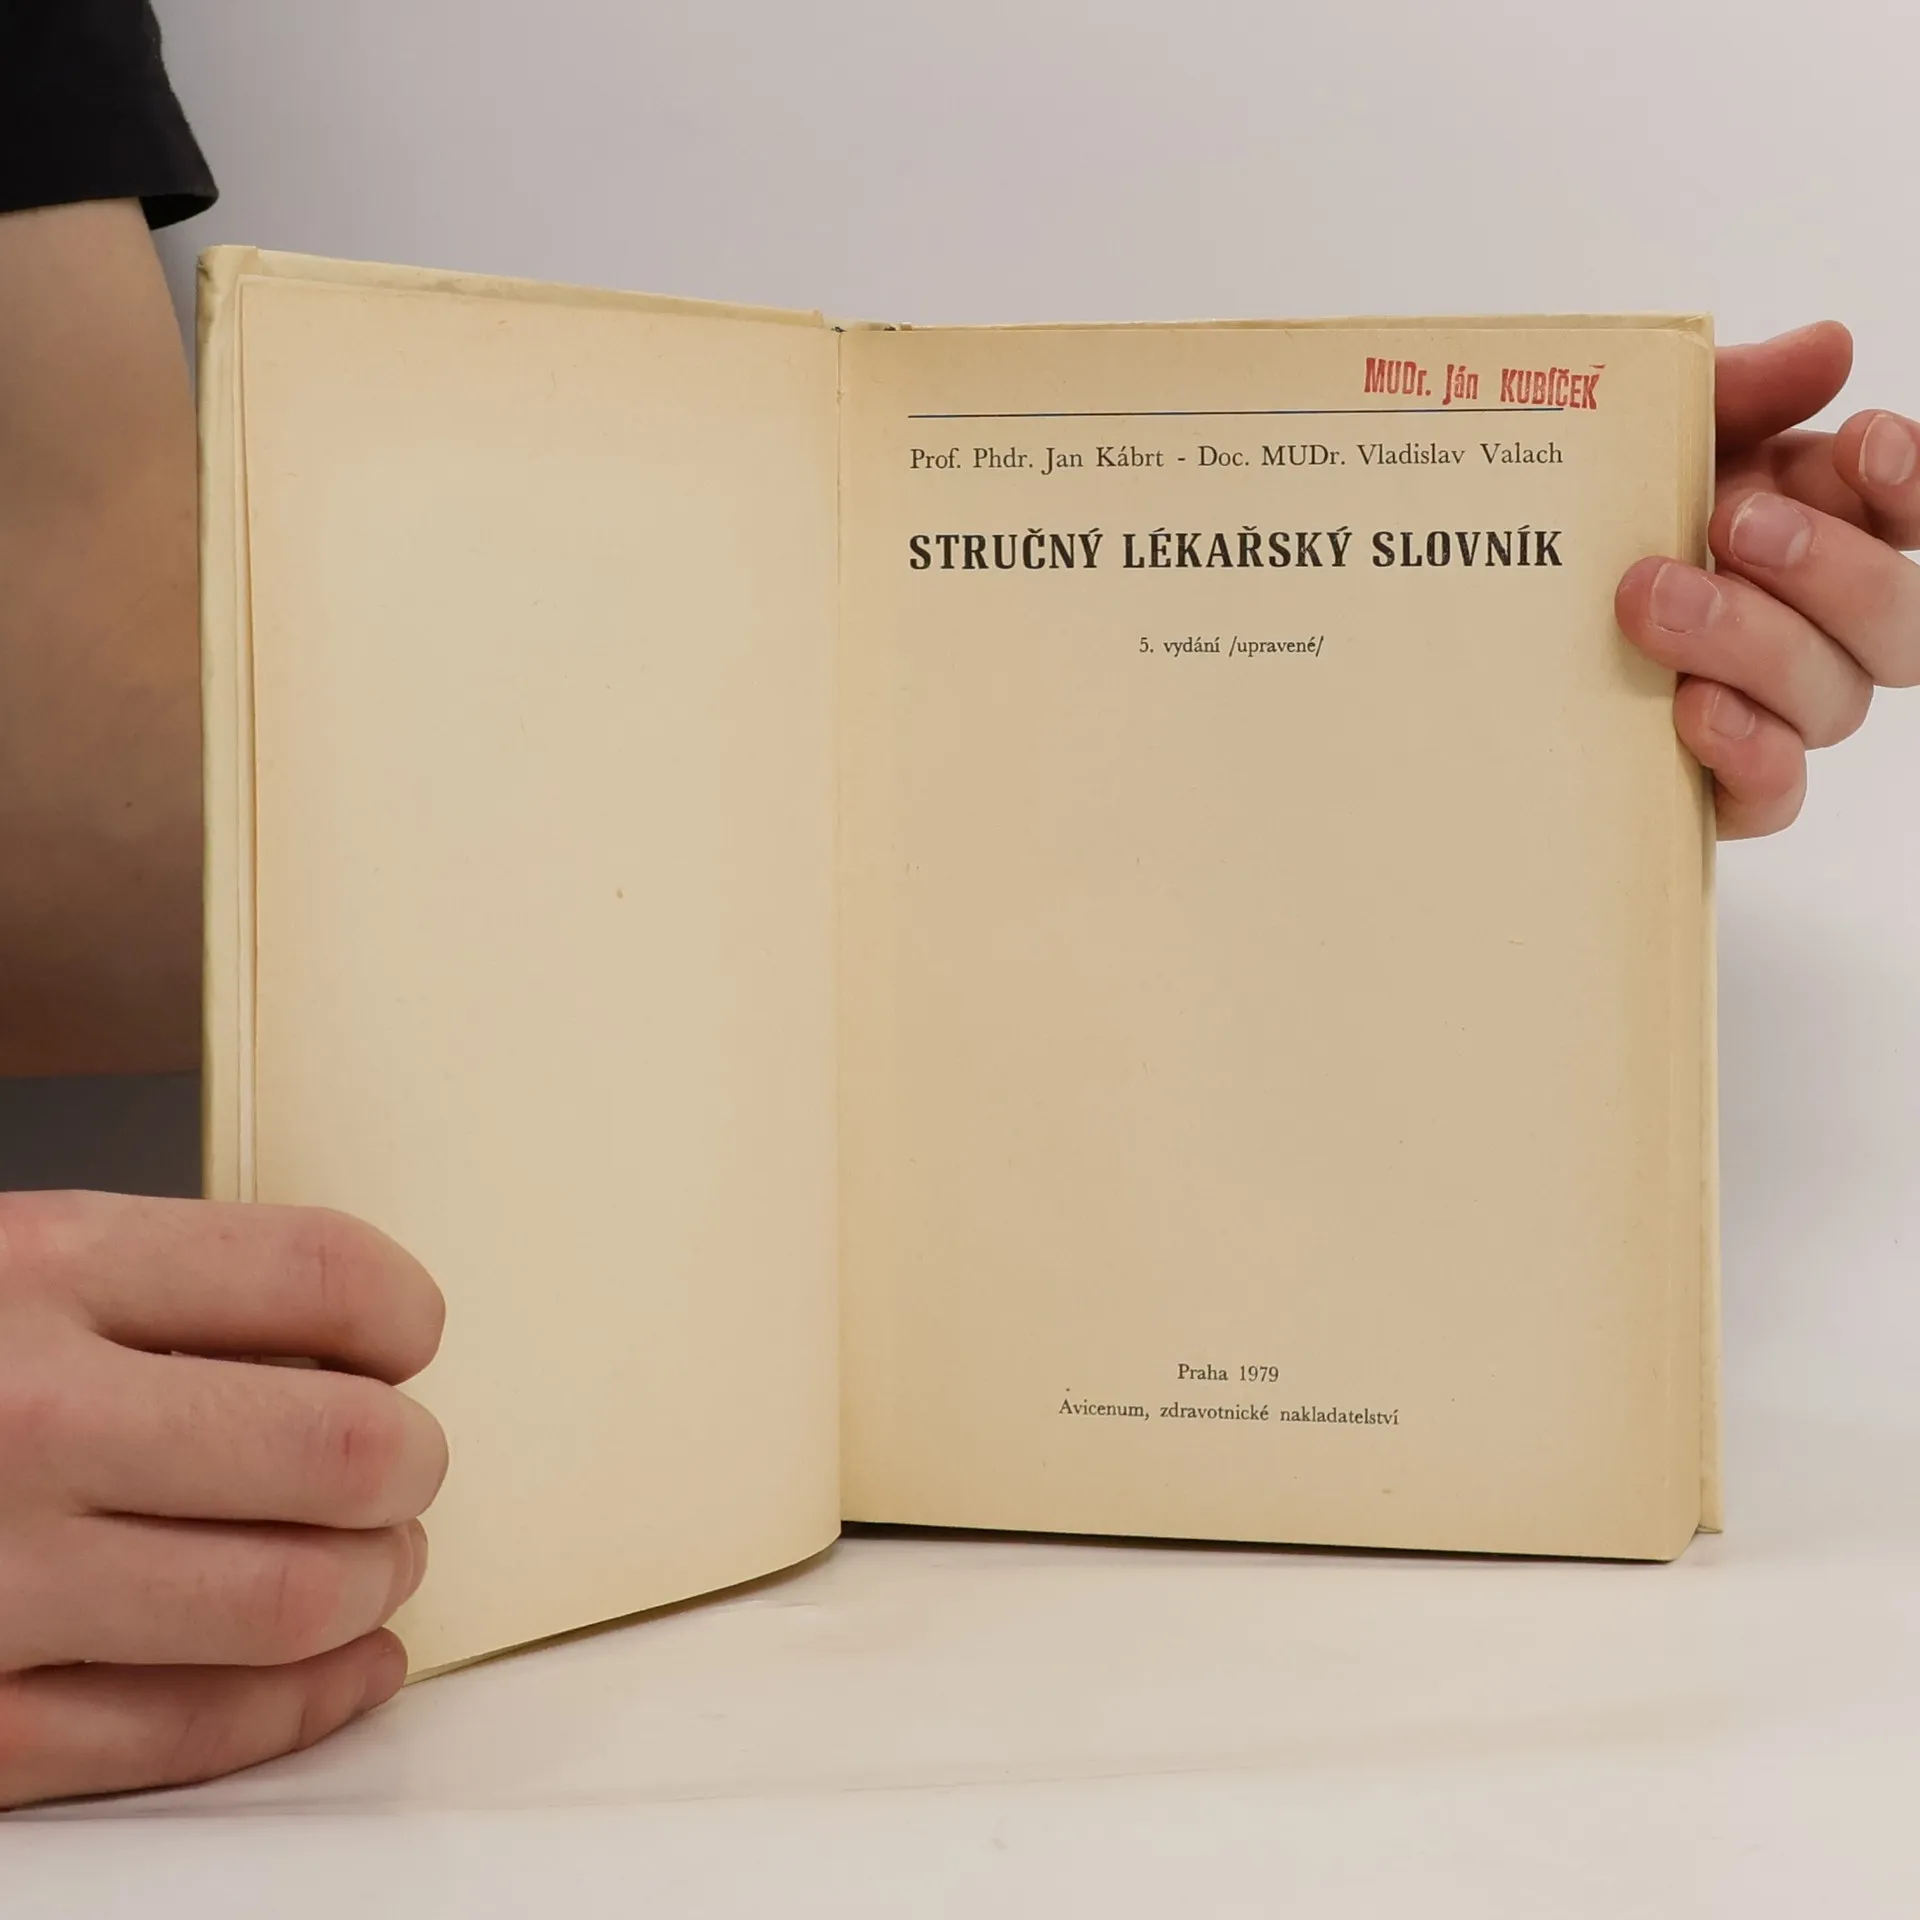 MUDr. Ján KUBÍČEK
Prof. Phdr. Jan Kábrt - Doc. MUDr. Vladislav Valach
STRUČNÝ LÉKAŘSKÝ SLOVNÍK
5. vydání /upravené/
Praha 1979
Avicenum, zdravotnické nakladatelství